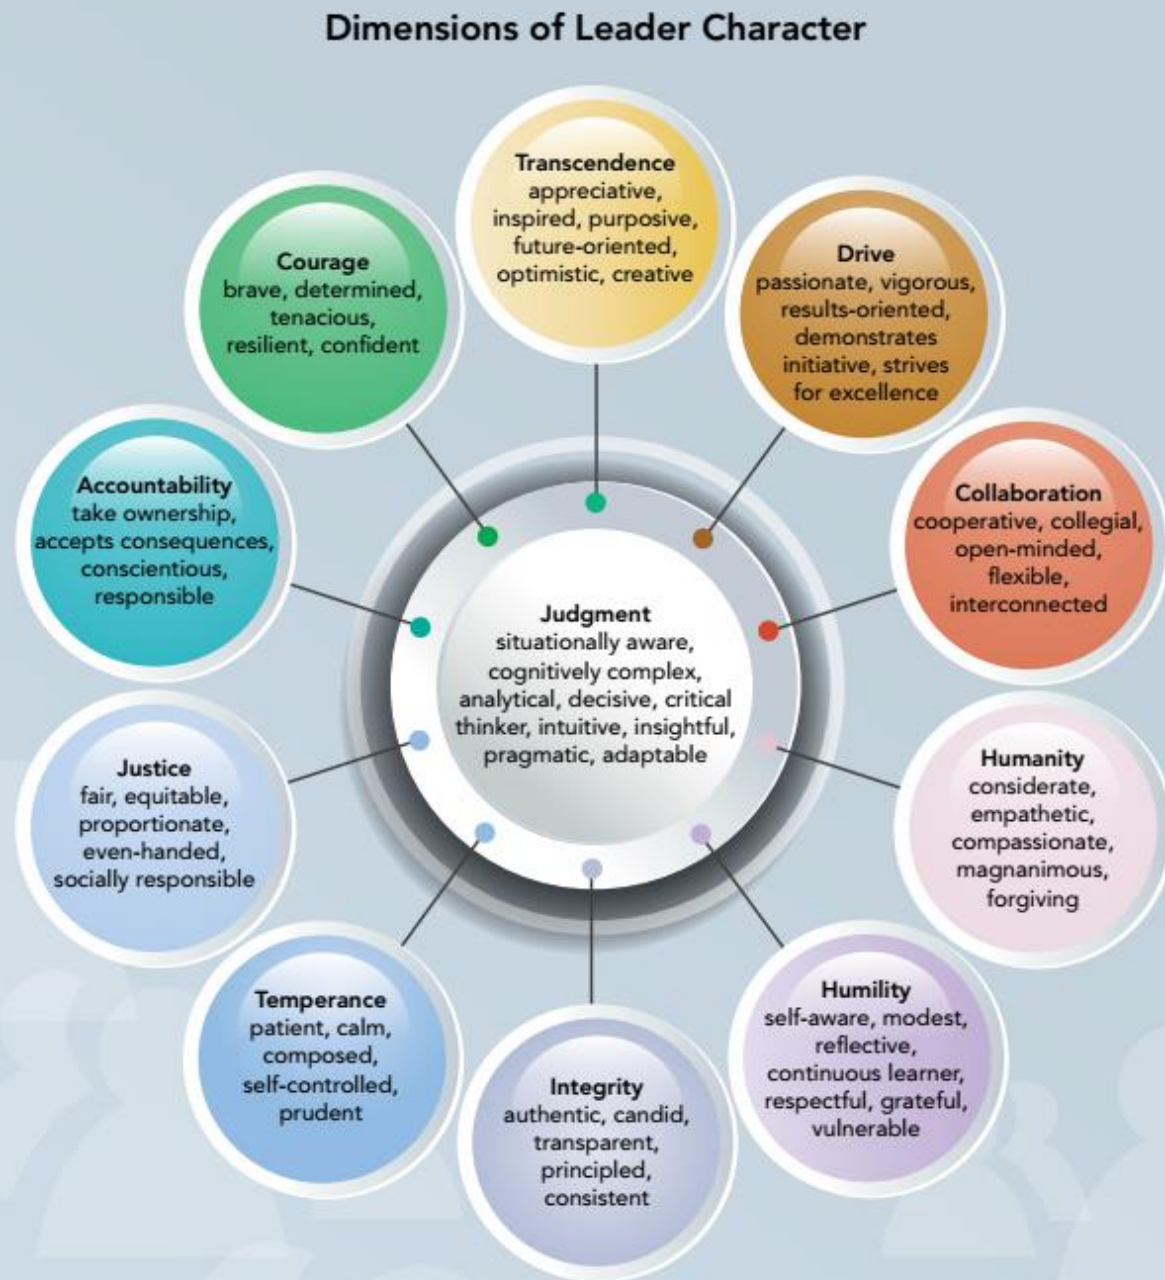 Dimensions of Leader Character
Transcendence
appreciative,
inspired, purposive,
future-oriented,
optimistic, creative
Drive
passionate, vigorous,
results-oriented,
demonstrates
initiative, strives
for excellence
Collaboration
cooperative, collegial,
open-minded,
flexible,
interconnected
Humanity
considerate,
empathetic,
compassionate,
magnanimous,
forgiving
Humility
self-aware, modest,
reflective,
continuous learner,
respectful, grateful,
vulnerable
Integrity
authentic, candid,
transparent,
principled,
consistent
Temperance
patient, calm,
composed,
self-controlled,
prudent
Justice
fair, equitable,
proportionate,
even-handed,
socially responsible
Accountability
take ownership,
accepts consequences,
conscientious,
responsible
Courage
brave, determined,
tenacious,
resilient, confident
Judgment
situationally aware,
cognitively complex,
analytical, decisive, critical
thinker, intuitive, insightful,
pragmatic, adaptable